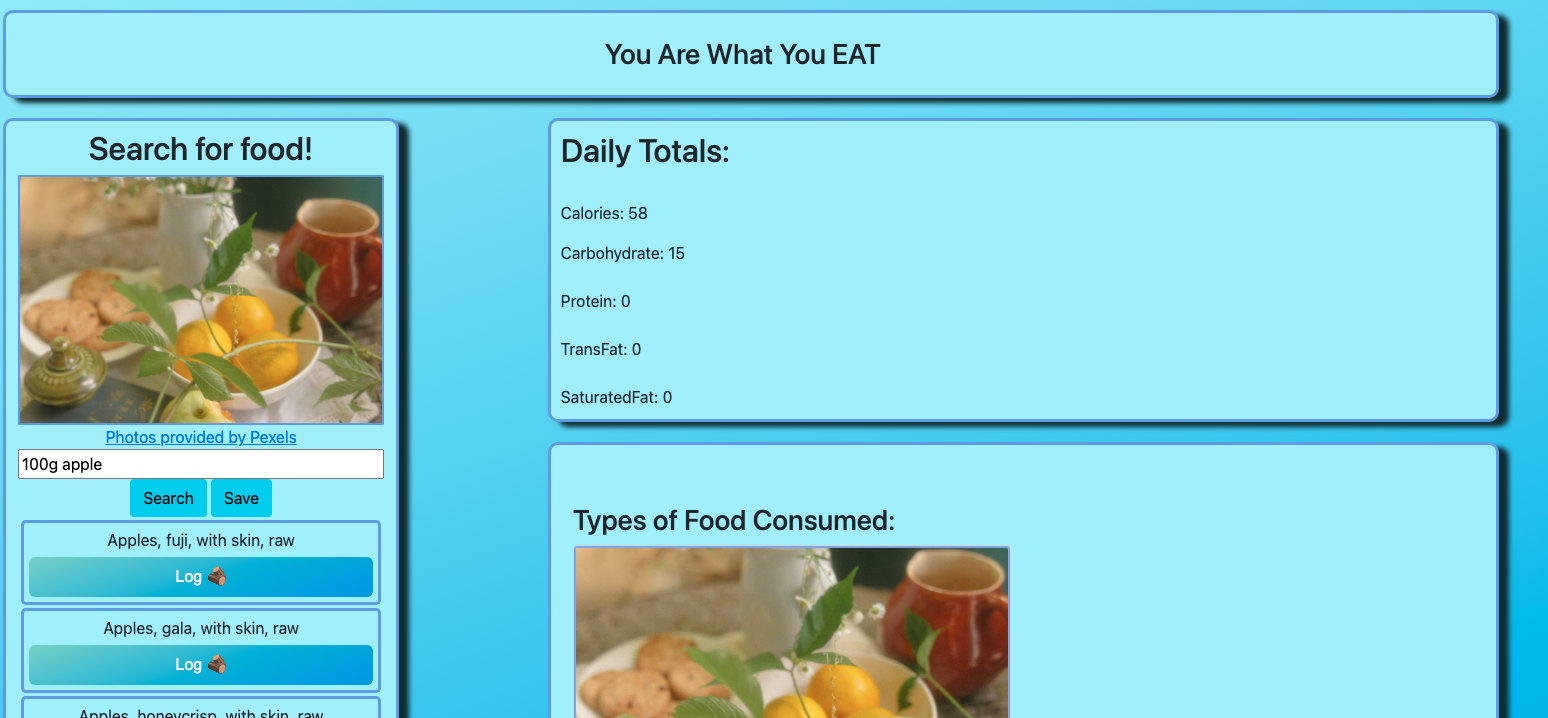 You Are What You EAT
Search for food!
Photos provided by Pexels
100g apple
Search Save
Apples, fuji, with skin, raw
Log 🪵
Apples, gala, with skin, raw
Log 🪵
Apples, honeycrisp, with skin, raw
Daily Totals:
Calories: 58
Carbohydrate: 15
Protein: 0
TransFat: 0
SaturatedFat: 0
Types of Food Consumed: